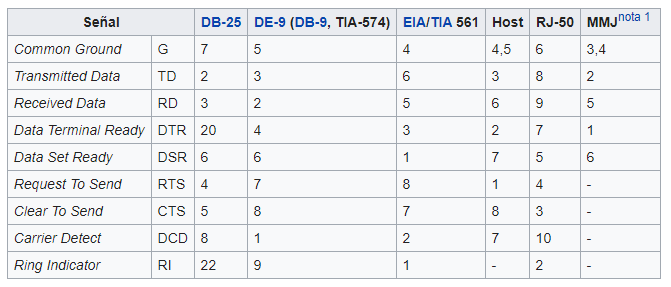 Señal DB-25 DE-9 (DB-9, TIA-574) EIA/TIA 561 Host RJ-50 MMJnota 1
Common Ground G 7 5 4 4,5 6 3,4
Transmitted Data TD 2 3 6 3 8 2
Received Data RD 3 2 5 6 9 5
Data Terminal Ready DTR 20 4 3 2 7 1
Data Set Ready DSR 6 6 1 7 5 6
Request To Send RTS 4 7 8 1 4 -
Clear To Send CTS 5 8 7 8 3 -
Carrier Detect DCD 8 1 2 7 10 -
Ring Indicator RI 22 9 1 - 2 -